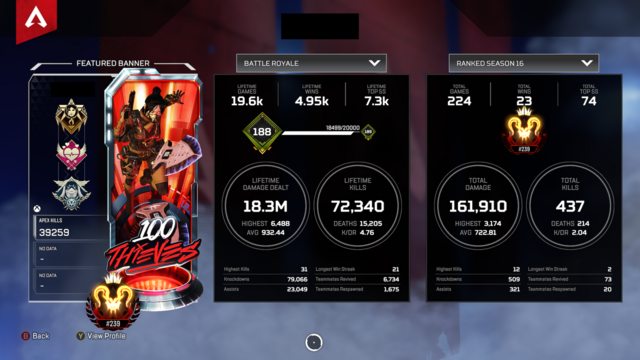 FEATURED BANNER
APEX KILLS
39259
NO DATA
-
NO DATA
-
100
THIEVES
#239
B Back
Y View Profile
BATTLE ROYALE
LIFETIME GAMES
19.6k
LIFETIME WINS
4.95k
LIFETIME TOP 5S
7.3k
188
18499/20000
189
LIFETIME DAMAGE DEALT
18.3M
HIGHEST 6,488
AVG 932.44
LIFETIME KILLS
72,340
DEATHS 15,205
K/DR 4.76
Highest Kills 31
Knockdowns 79,066
Assists 23,049
Longest Win Streak 21
Teammates Revived 6,734
Teammates Respawned 1,675
RANKED SEASON 16
TOTAL GAMES
224
TOTAL WINS
23
TOTAL TOP 5S
74
#239
TOTAL DAMAGE
161,910
HIGHEST 3,174
AVG 722.81
TOTAL KILLS
437
DEATHS 214
K/DR 2.04
Highest Kills 12
Knockdowns 509
Assists 321
Longest Win Streak 2
Teammates Revived 73
Teammates Respawned 20